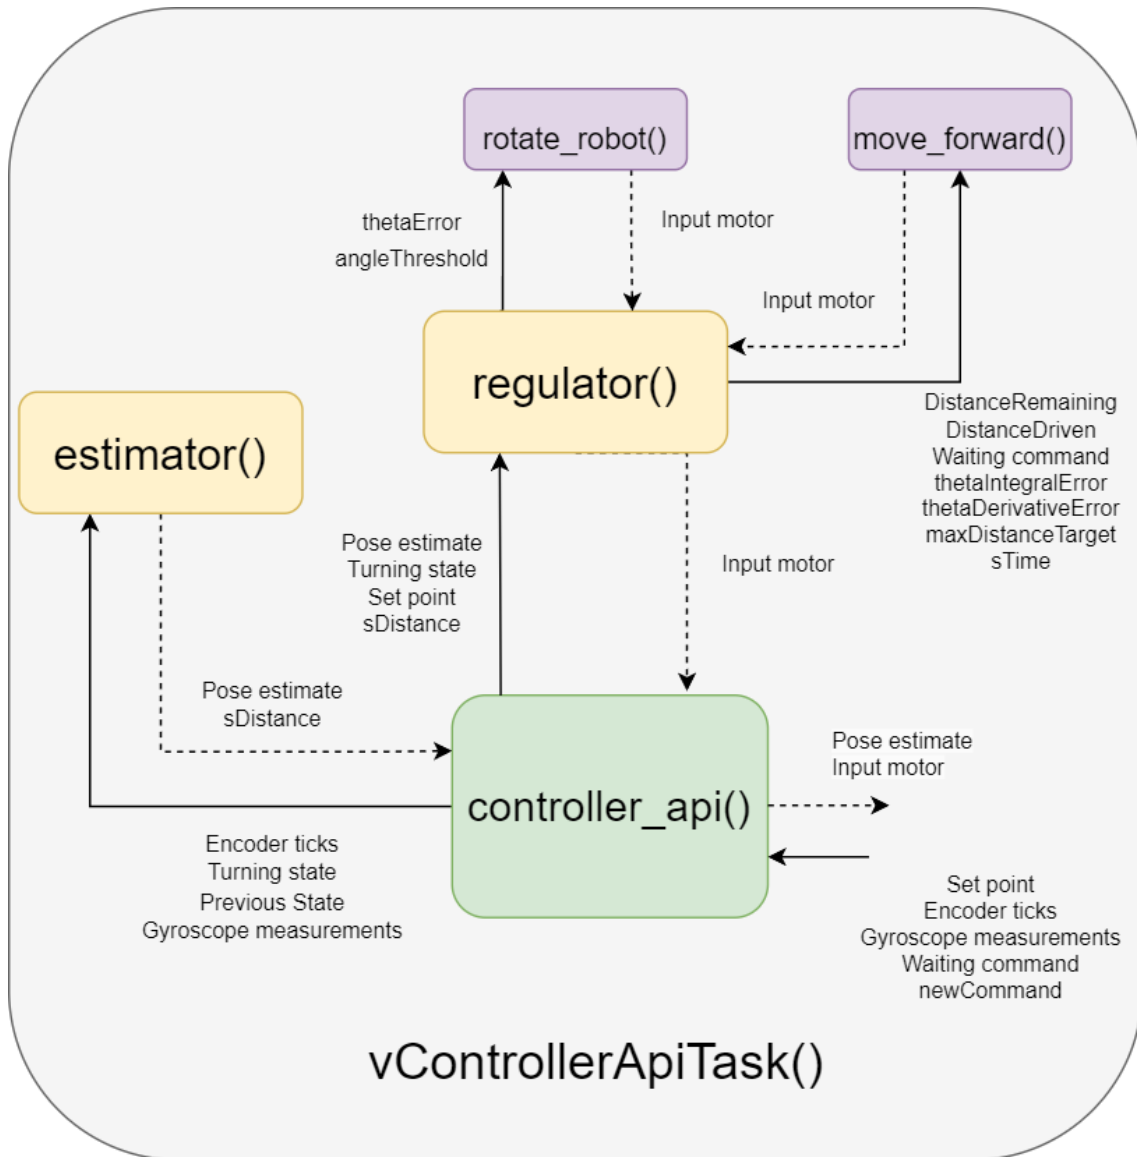 rotate_robot()
move_forward()
thetaError
angleThreshold
Input motor
Input motor
regulator()
DistanceRemaining
DistanceDriven
Waiting command
thetaIntegralError
thetaDerivativeError
maxDistanceTarget
sTime
estimator()
Pose estimate
Turning state
Set point
sDistance
Input motor
Pose estimate
sDistance
controller_api()
Pose estimate
Input motor
Encoder ticks
Turning state
Previous State
Gyroscope measurements
Set point
Encoder ticks
Gyroscope measurements
Waiting command
newCommand
vControllerApiTask()